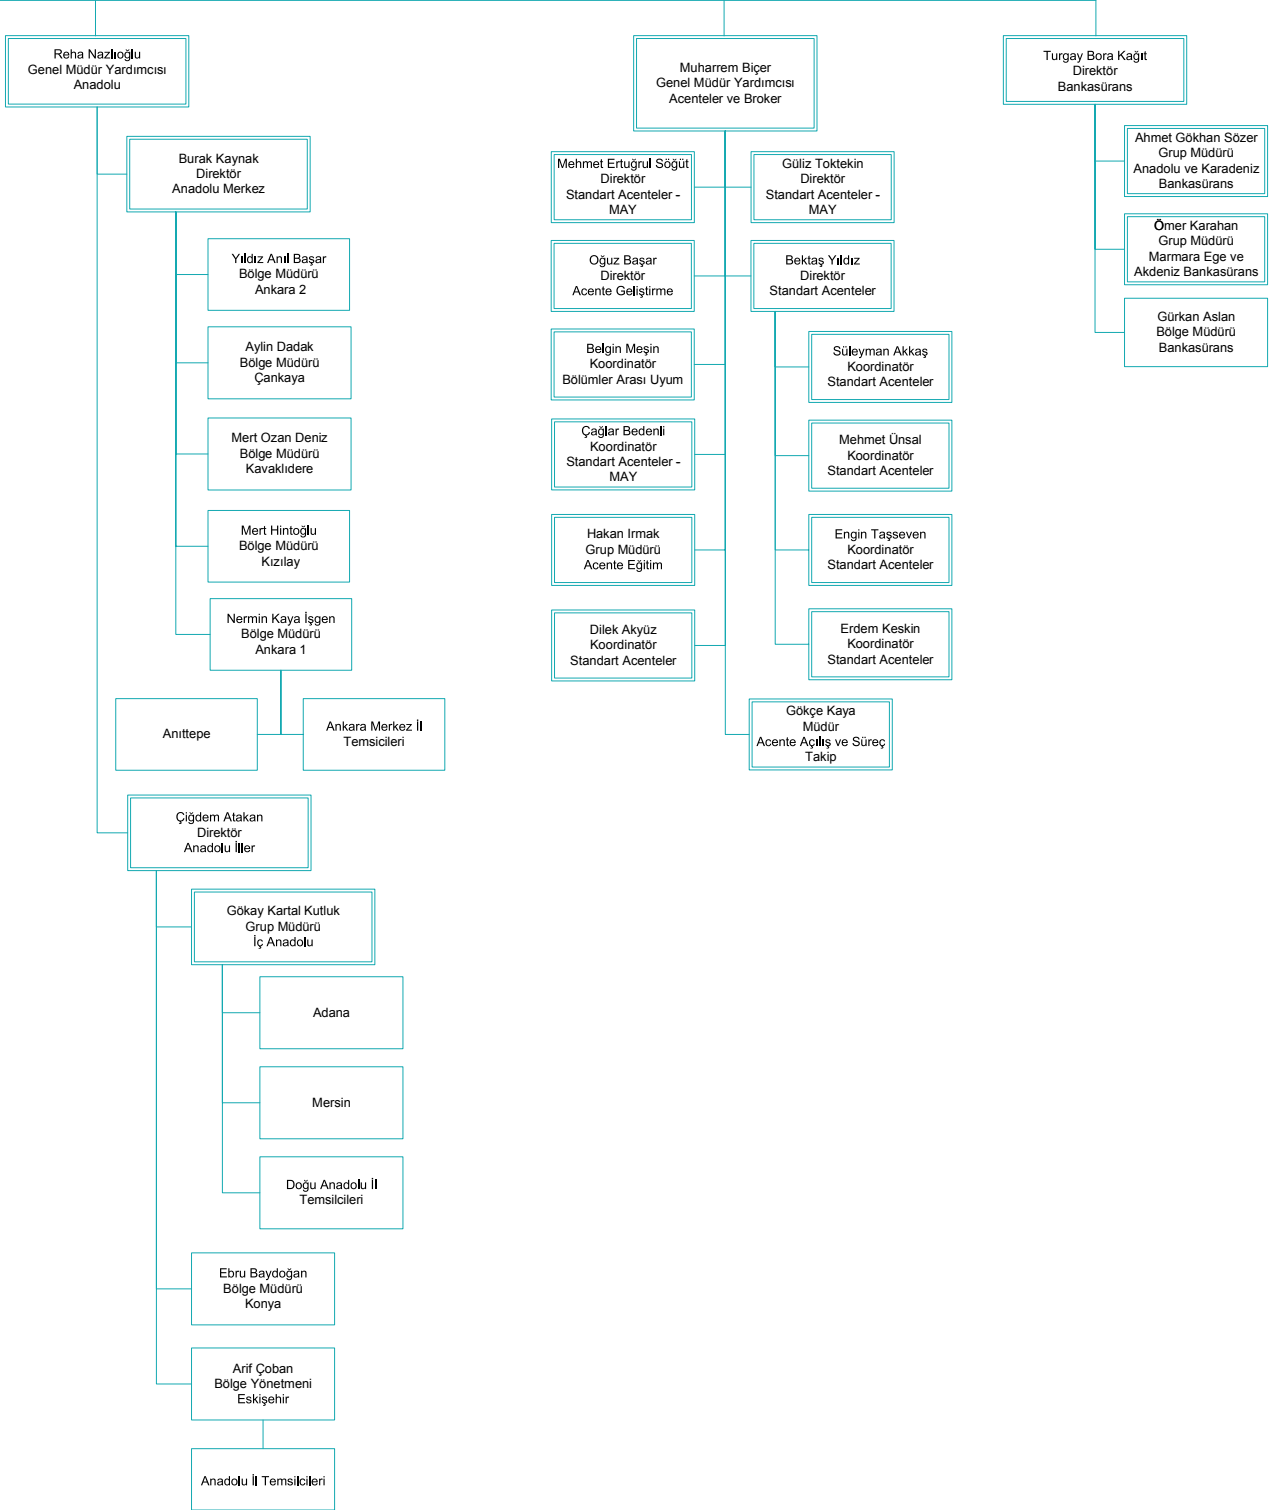 Reha Nazlıoğlu
Genel Müdür Yardımcısı
Anadolu
Burak Kaynak
Direktör
Anadolu Merkez
Yıldız Anıl Başar
Bölge Müdürü
Ankara 2
Aylin Dadak
Bölge Müdürü
Çankaya
Mert Ozan Deniz
Bölge Müdürü
Kavaklıdere
Mert Hintoğlu
Bölge Müdürü
Kızılay
Nermin Kaya İşgen
Bölge Müdürü
Ankara 1
Anıttepe
Ankara Merkez İl
Temsicileri
Çiğdem Atakan
Direktör
Anadolu İller
Gökay Kartal Kutluk
Grup Müdürü
İç Anadolu
Adana
Mersin
Doğu Anadolu İl
Temsilcileri
Ebru Baydoğan
Bölge Müdürü
Konya
Arif Çoban
Bölge Yönetmeni
Eskişehir
Anadolu İl Temsilcileri
Muharrem Biçer
Genel Müdür Yardımcısı
Acenteler ve Broker
Mehmet Ertuğrul Söğüt
Direktör
Standart Acenteler -
MAY
Güliz Toktekin
Direktör
Standart Acenteler -
MAY
Oğuz Başar
Direktör
Acente Geliştirme
Bektaş Yıldız
Direktör
Standart Acenteler
Belgin Meşin
Koordinatör
Bölümler Arası Uyum
Süleyman Akkaş
Koordinatör
Standart Acenteler
Çağlar Bedenli
Koordinatör
Standart Acenteler -
MAY
Mehmet Ünsal
Koordinatör
Standart Acenteler
Hakan Irmak
Grup Müdürü
Acente Eğitim
Engin Taşseven
Koordinatör
Standart Acenteler
Dilek Akyüz
Koordinatör
Standart Acenteler
Erdem Keskin
Koordinatör
Standart Acenteler
Gökçe Kaya
Müdür
Acente Açılış ve Süreç
Takip
Turgay Bora Kağıt
Direktör
Bankasürans
Ahmet Gökhan Sözer
Grup Müdürü
Anadolu ve Karadeniz
Bankasürans
Ömer Karahan
Grup Müdürü
Marmara Ege ve
Akdeniz Bankasürans
Gürkan Aslan
Bölge Müdürü
Bankasürans